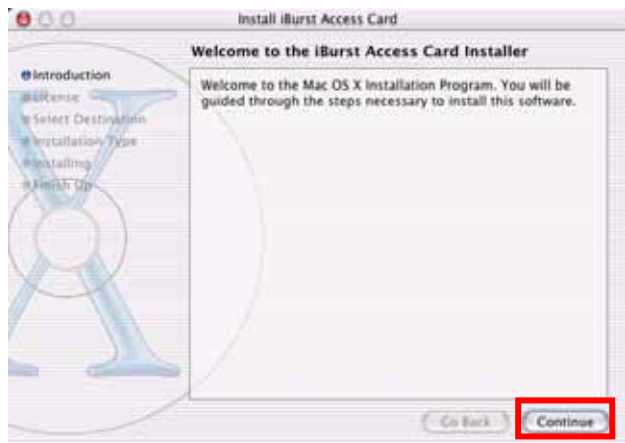 Install iBurst Access Card
Welcome to the iBurst Access Card Installer
Introduction
License
Select Destination
Installation Type
Installing
Finish Up
Welcome to the Mac OS X Installation Program. You will be
guided through the steps necessary to install this software.
Go Back
Continue